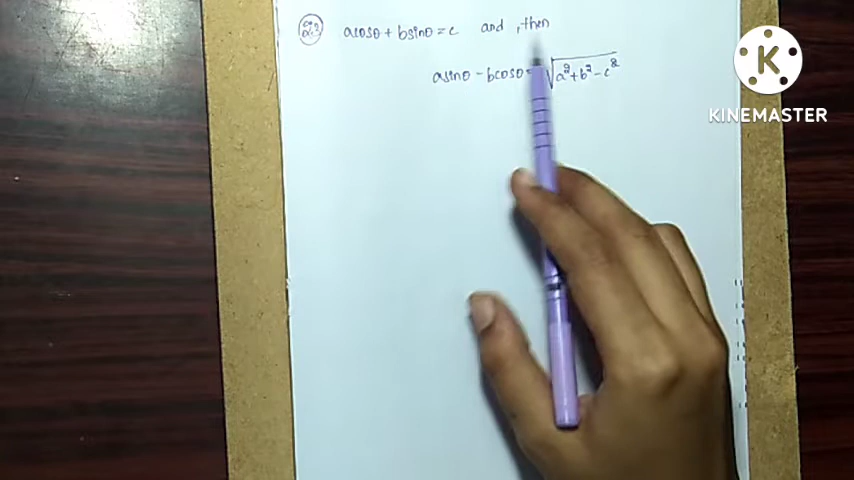 acosθ + bsinθ = c and , then
asinθ - bcosθ = √a²+b²-c²
KINEMASTER